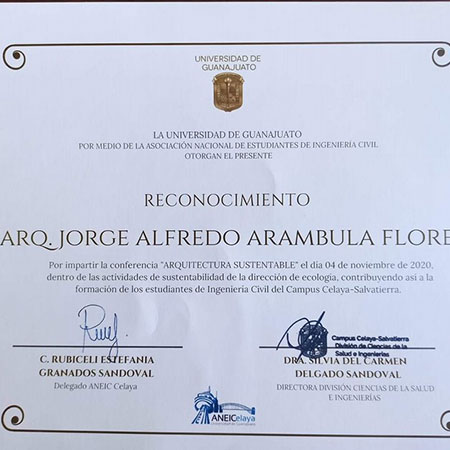 UNIVERSIDAD DE
GUANAJUATO
LA UNIVERSIDAD DE GUANAJUATO
POR MEDIO DE LA ASOCIACIÓN NACIONAL DE ESTUDIANTES DE INGENIERÍA CIVIL
OTORGAN EL PRESENTE
RECONOCIMIENTO
ARQ. JORGE ALFREDO ARAMBULA FLORE
Por impartir la conferencia "ARQUITECTURA SUSTENTABLE" el día 04 de noviembre de 2020,
dentro de las actividades de sustentabilidad de la dirección de ecología, contribuyendo así a la
formación de los estudiantes de Ingeniería Civil del Campus Celaya-Salvatierra.
Campus Celaya-Salvatierra
División de Ciencias de la
Salud e Ingenierías
C. RUBICELI ESTEFANIA
GRANADOS SANDOVAL
Delegado ANEIC Celaya
DRA. SILVIA DEL CARMEN
DELGADO SANDOVAL
DIRECTORA DIVISIÓN CIENCIAS DE LA SALUD
E INGENIERÍAS
ANEICelaya